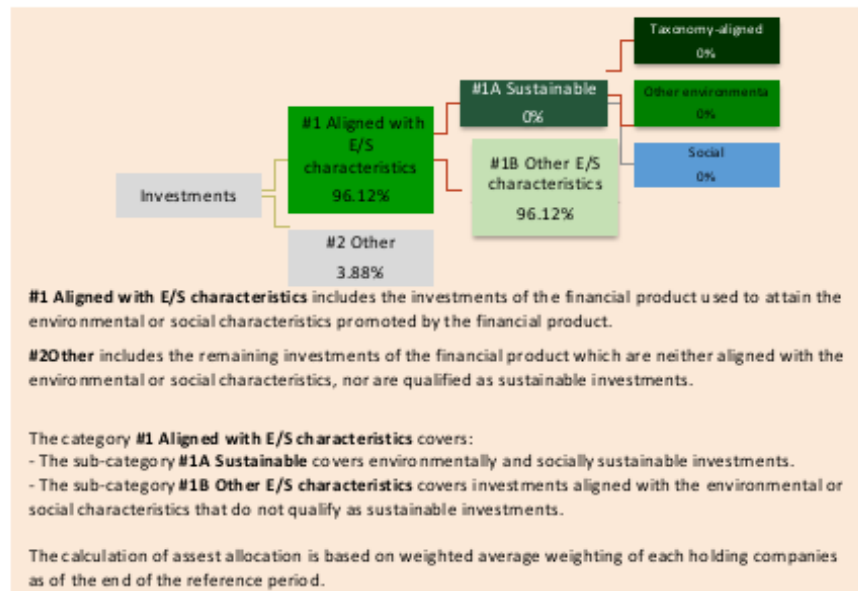 Taxonomy-aligned
0%
#1A Sustainable
0%
Other environmenta
0%
#1 Aligned with
E/S
characteristics
96.12%
#1B Other E/S
characteristics
96.12%
Social
0%
Investments
#2 Other
3.88%
#1 Aligned with E/S characteristics includes the investments of the financial product used to attain the
environmental or social characteristics promoted by the financial product.
#2Other includes the remaining investments of the financial product which are neither aligned with the
environmental or social characteristics, nor are qualified as sustainable investments.
The category #1 Aligned with E/S characteristics covers:
- The sub-category #1A Sustainable covers environmentally and socially sustainable investments.
- The sub-category #1B Other E/S characteristics covers investments aligned with the environmental or
social characteristics that do not qualify as sustainable investments.
The calculation of assest allocation is based on weighted average weighting of each holding companies
as of the end of the reference period.